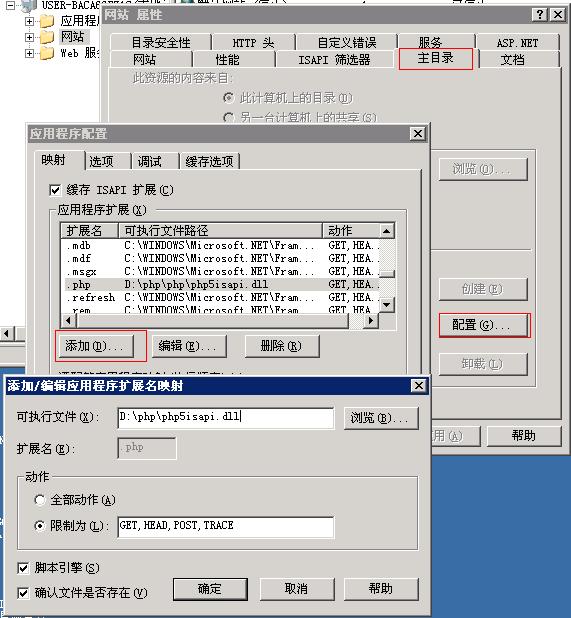 USER-BACA
网站 属性
应用程
网站
Web 服
目录安全性 HTTP 头 自定义错误 服务 ASP.NET
网站 性能 ISAPI 筛选器 主目录 文档
此资源的内容来自:
此计算机上的目录(D)
另一台计算机上的共享(S)
应用程序配置
映射 选项 调试 缓存选项
浏览(O)...
缓存 ISAPI 扩展(C)
应用程序扩展(X)
扩展名 可执行文件路径 动作
.mdb C:\WINDOWS\Microsoft.NET\Fram... GET,HEA..
.mdf C:\WINDOWS\Microsoft.NET\Fram... GET,HEA..
.msgx C:\WINDOWS\Microsoft.NET\Fram... GET,HEA..
.php D:\php\php\php5isapi.dll GET,HEA..
.refresh C:\WINDOWS\Microsoft.NET\Fram... GET,HEA..
.rem C:\WINDOWS\Microsoft.NET\Fram... GET,HEA..
创建(E)
配置(G)...
添加(D)... 编辑(E)... 删除(R)
卸载(L)
添加/编辑应用程序扩展名映射
可执行文件(X): D:\php\php5isapi.dll 浏览(B)...
用(A) 帮助
扩展名(E): .php
动作
全部动作(A)
限制为(L): GET,HEAD,POST,TRACE
脚本引擎(S)
确认文件是否存在(V)
确定 取消 帮助